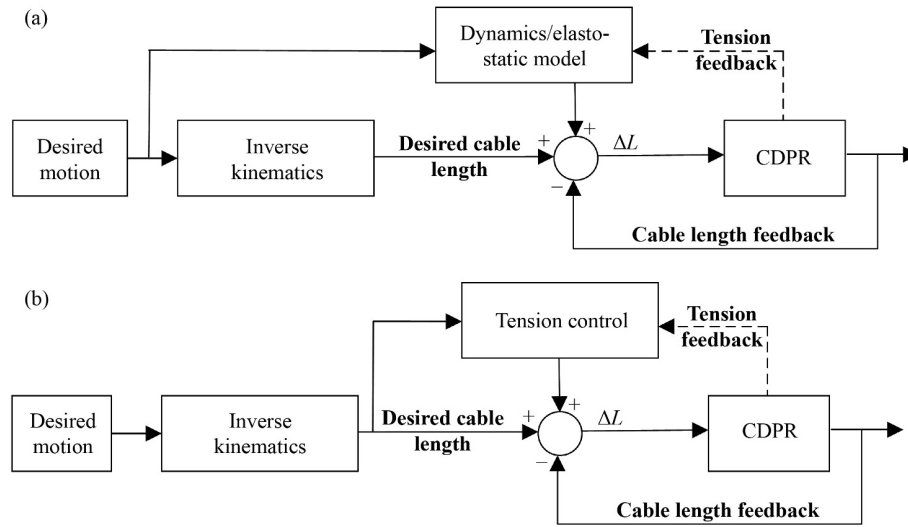 (a)
Dynamics/elasto-
static model
Tension
feedback
Desired
motion
Inverse
kinematics
Desired cable
length
+
+
−
ΔL
CDPR
Cable length feedback
(b)
Tension control
Tension
feedback
Desired
motion
Inverse
kinematics
Desired cable
length
+
+
−
ΔL
CDPR
Cable length feedback